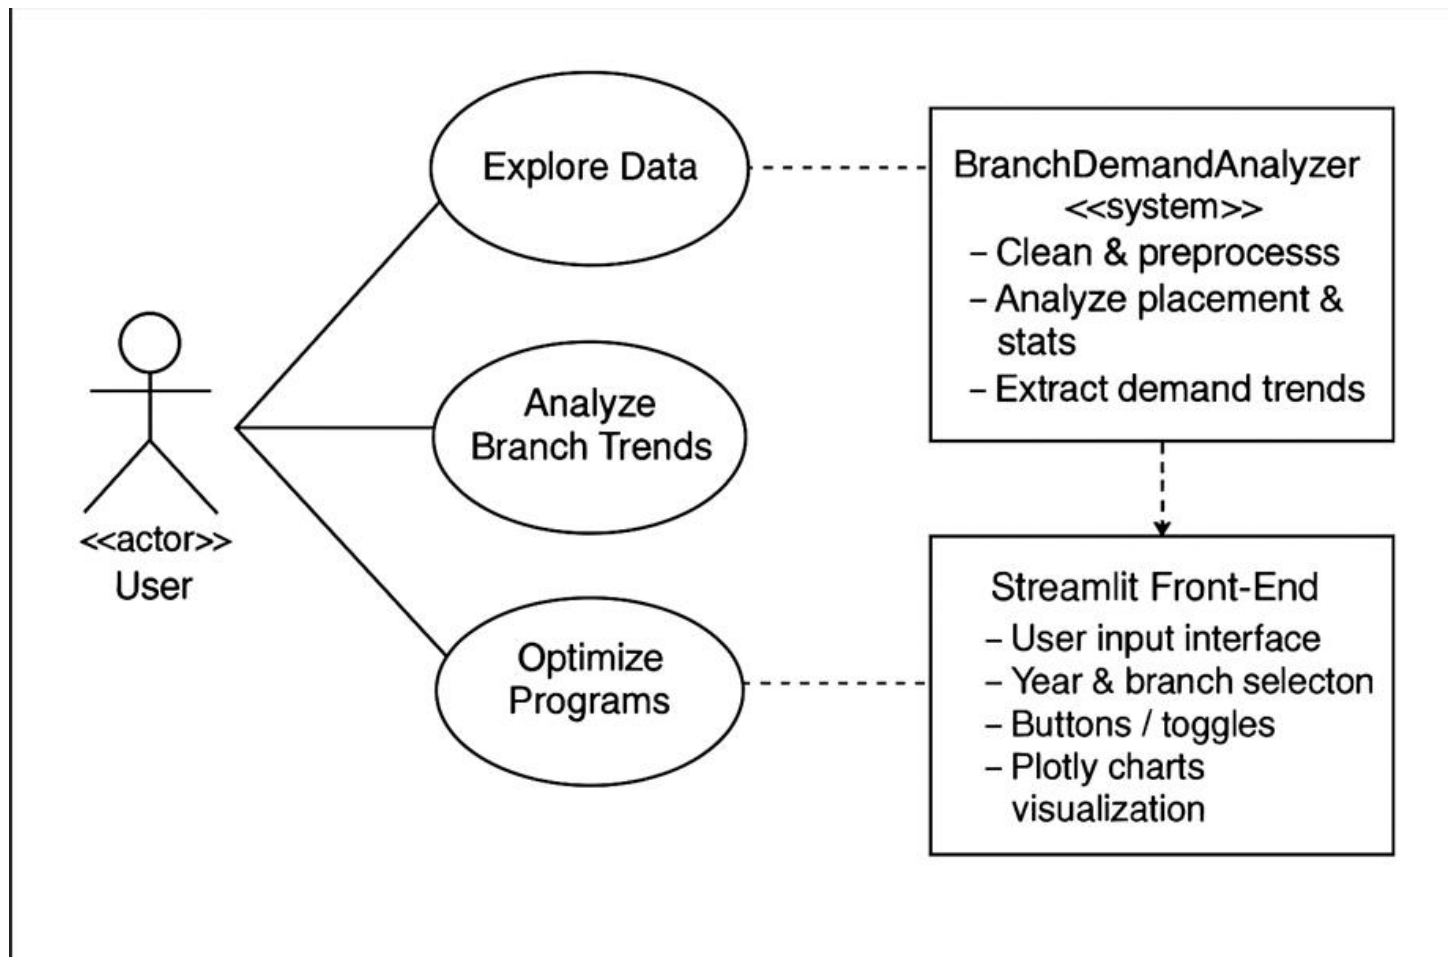 Explore Data
Analyze
Branch Trends
Optimize
Programs
<<actor>>
User
BranchDemandAnalyzer
<<system>>
– Clean & preprocesss
– Analyze placement &
stats
– Extract demand trends
Streamlit Front-End
– User input interface
– Year & branch selecton
– Buttons / toggles
– Plotly charts
visualization